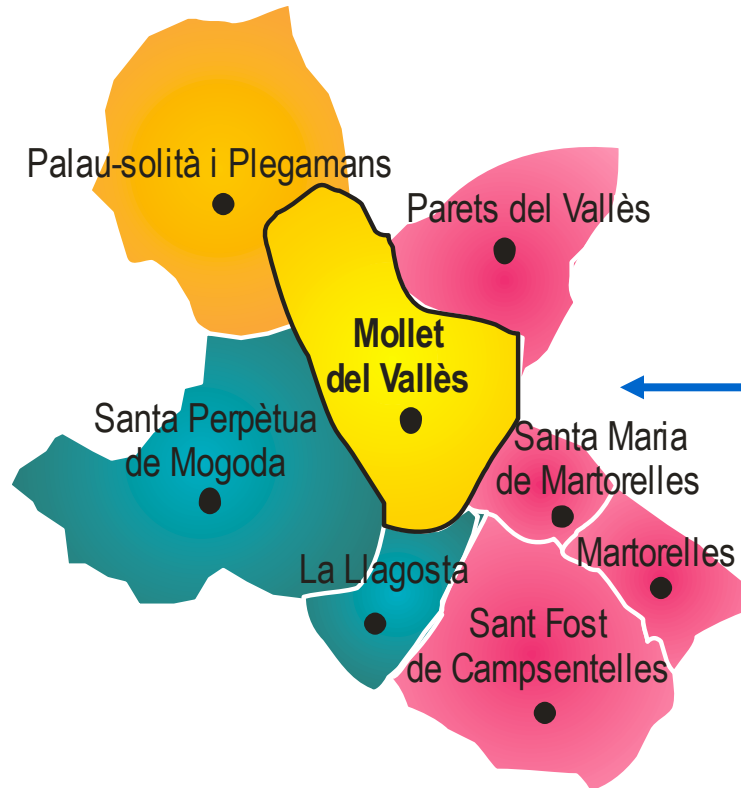 Palau-solità i Plegamans
Parets del Vallès
Mollet
del Vallès
Santa Perpètua
de Mogoda
Santa Maria
de Martorelles
La Llagosta
Martorelles
Sant Fost
de Campsentelles